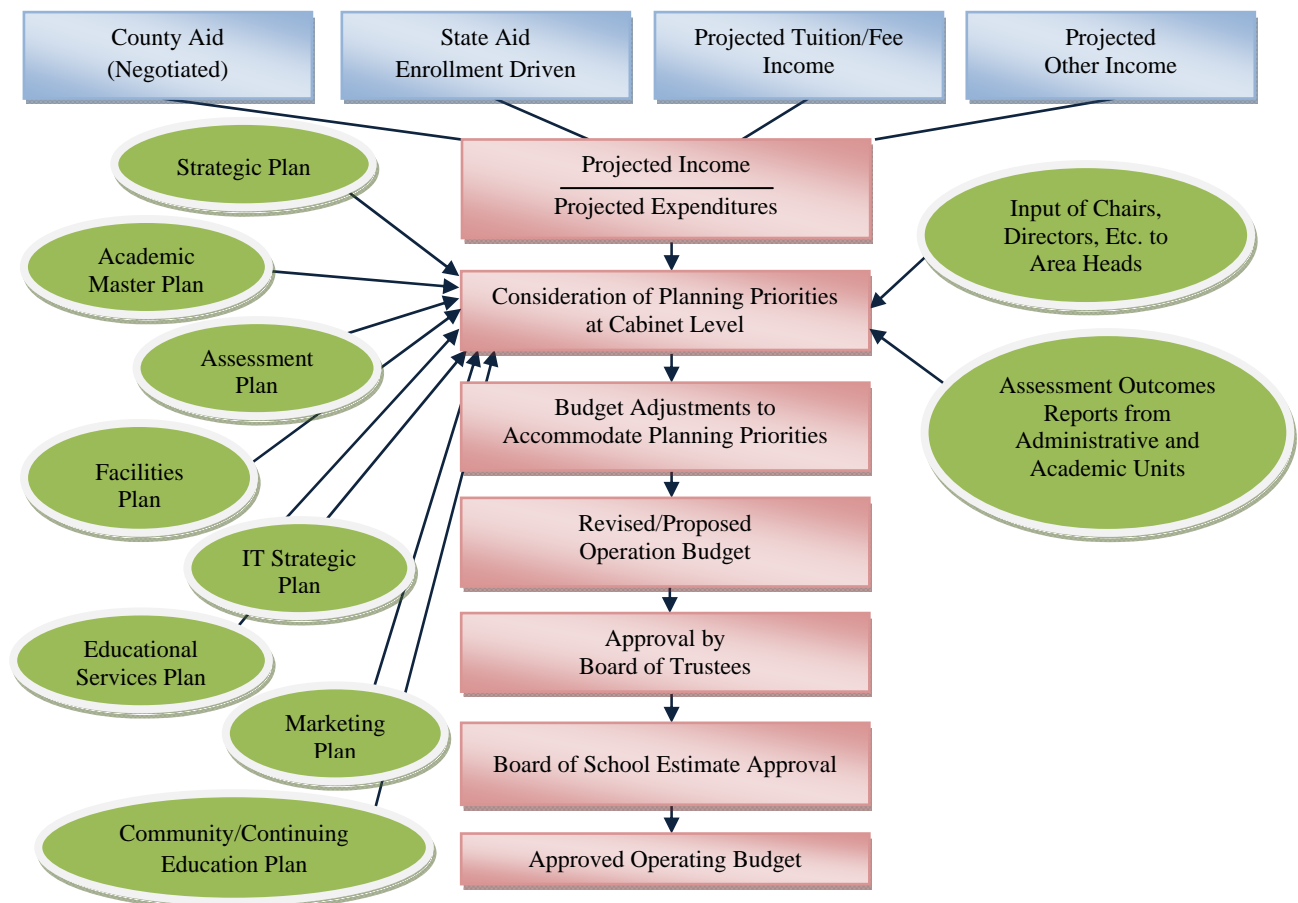 County Aid
(Negotiated)
State Aid
Enrollment Driven
Projected Tuition/Fee
Income
Projected
Other Income
Strategic Plan
Academic
Master Plan
Assessment
Plan
Facilities
Plan
IT Strategic
Plan
Educational
Services Plan
Marketing
Plan
Community/Continuing
Education Plan
Projected Income
Projected Expenditures
Consideration of Planning Priorities
at Cabinet Level
Budget Adjustments to
Accommodate Planning Priorities
Revised/Proposed
Operation Budget
Approval by
Board of Trustees
Board of School Estimate Approval
Approved Operating Budget
Input of Chairs,
Directors, Etc. to
Area Heads
Assessment Outcomes
Reports from
Administrative and
Academic Units